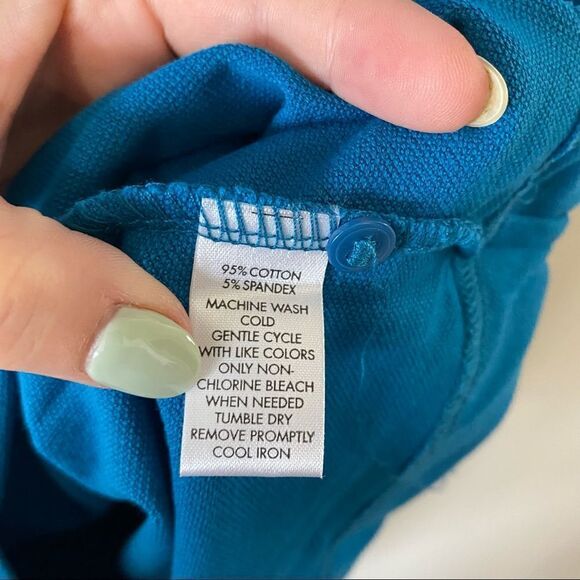 95% COTTON
5% SPANDEX
MACHINE WASH
COLD
GENTLE CYCLE
WITH LIKE COLORS
ONLY NON-
CHLORINE BLEACH
WHEN NEEDED
TUMBLE DRY
REMOVE PROMPTLY
COOL IRON